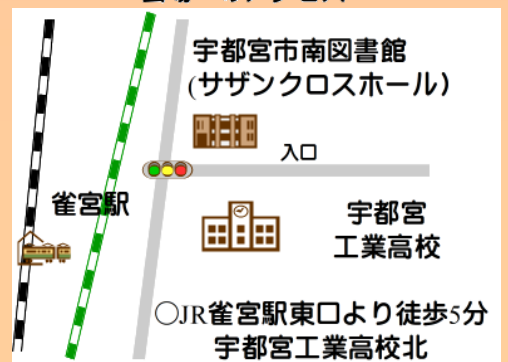 宇都宮市南図書館
(サザンクロスホール)
入口
雀宮駅
宇都宮
工業高校
○JR雀宮駅東口より徒歩5分
宇都宮工業高校北